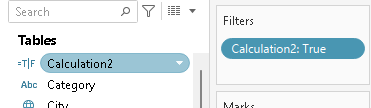 Search
Tables
=T|F Calculation2
Abc Category
City
Filters
Calculation2: True
Marks